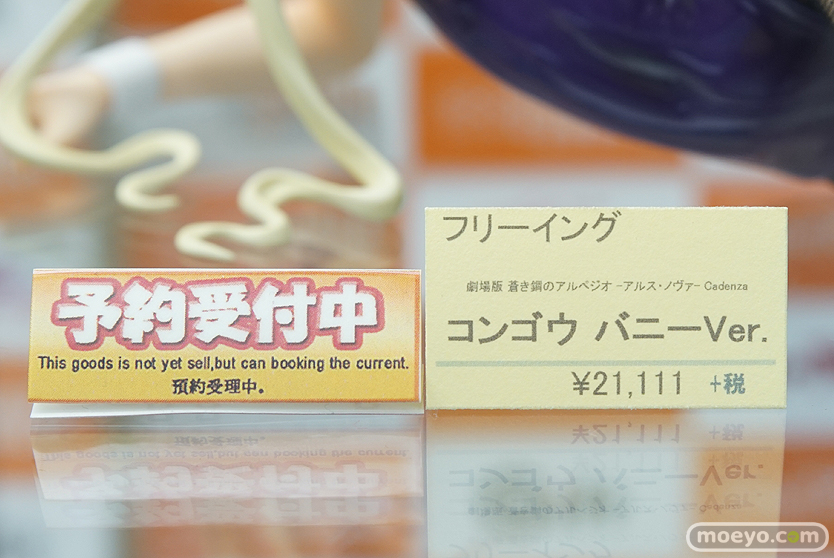 予約受付中
This goods is not yet sell,but can booking the current.
預約受理中。
フリーイング
劇場版 蒼き鋼のアルペジオ −アルス・ノヴァ− Cadenza
コンゴウ バニーVer.
¥21,111 +税
moeyo.com